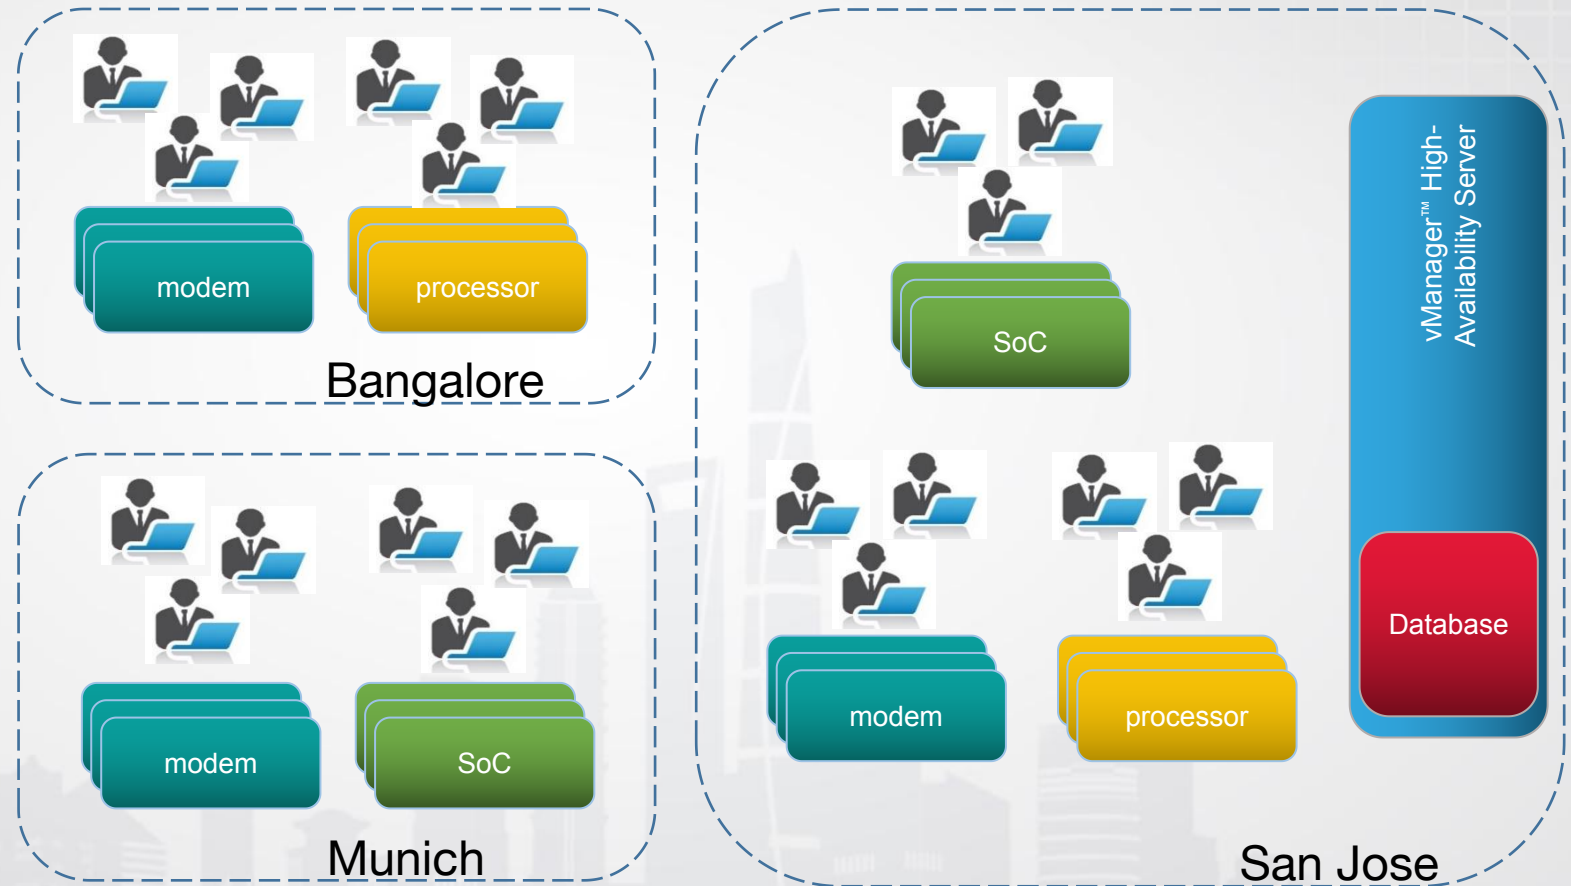 modem
processor
Bangalore
modem
SoC
Munich
SoC
modem
processor
San Jose
vManager™ High-
Availability Server
Database